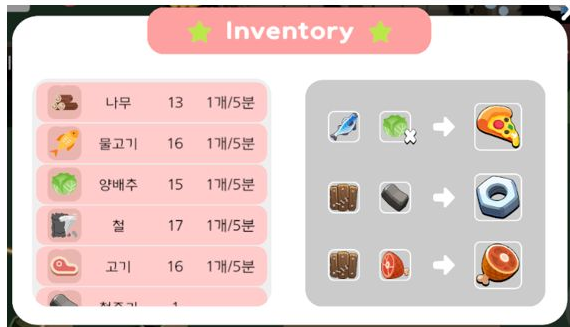 Inventory
나무 13 1개/5분
물고기 16 1개/5분
양배추 15 1개/5분
철 17 1개/5분
고기 16 1개/5분